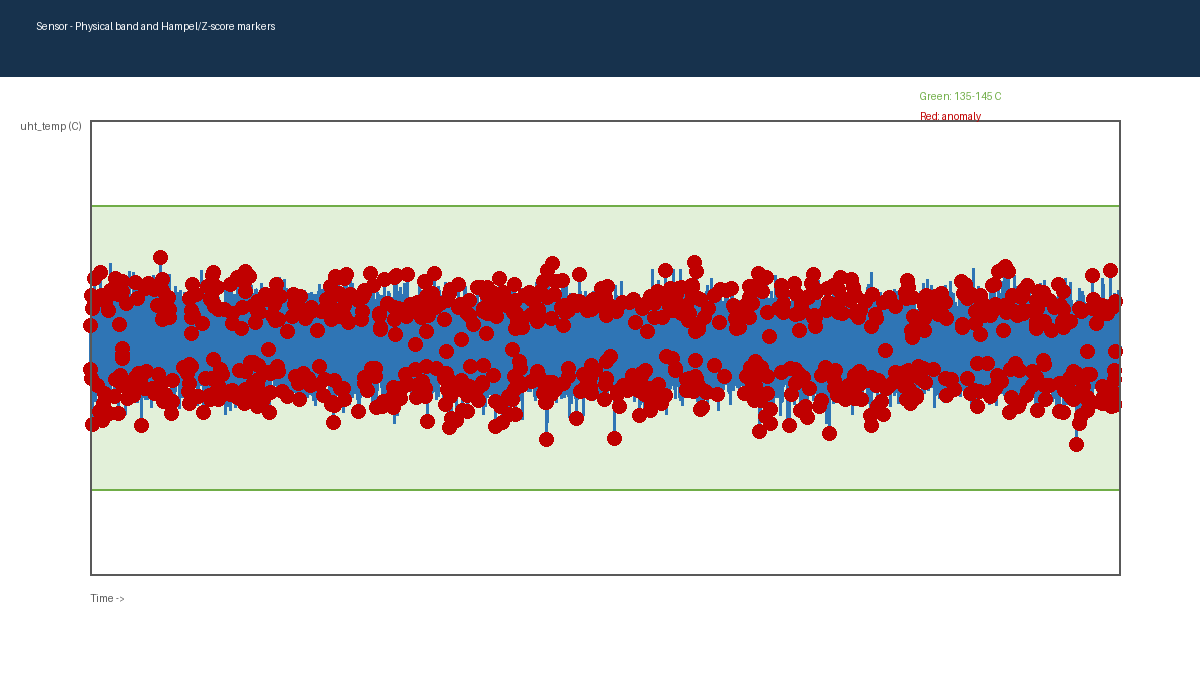 Sensor - Physical band and Hampel/Z-score markers
Green: 135-145 C
Red: anomaly
uht_temp (C)
Time ->